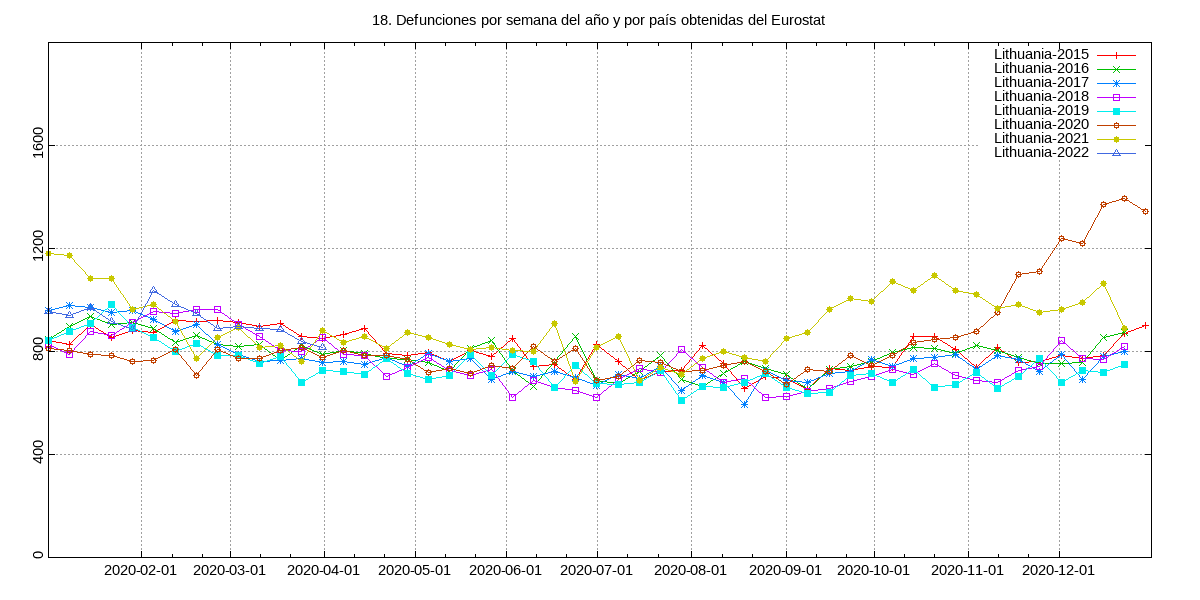 18. Defunciones por semana del año y por país obtenidas del Eurostat
Lithuania-2015
Lithuania-2016
Lithuania-2017
Lithuania-2018
Lithuania-2019
Lithuania-2020
Lithuania-2021
Lithuania-2022
1600
1200
800
400
0
2020-02-01 2020-03-01 2020-04-01 2020-05-01 2020-06-01 2020-07-01 2020-08-01 2020-09-01 2020-10-01 2020-11-01 2020-12-01